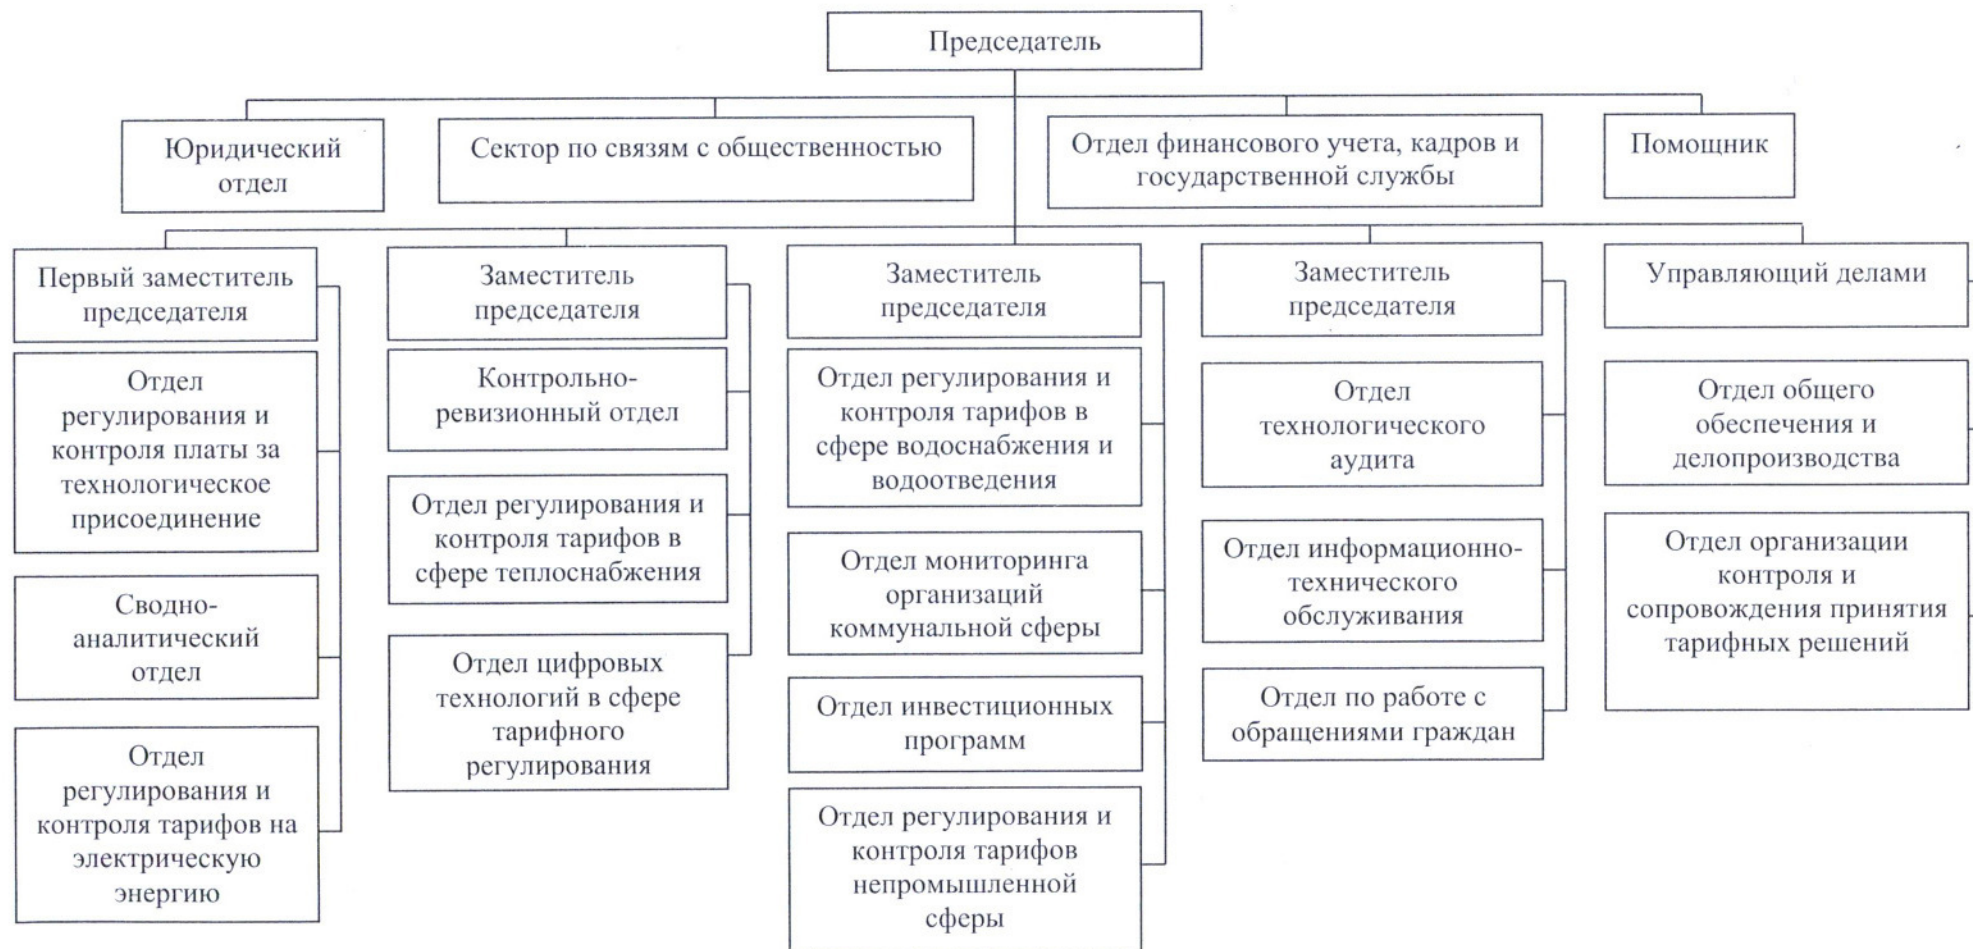 Председатель
Юридический
отдел
Сектор по связям с общественностью
Отдел финансового учета, кадров и
государственной службы
Помощник
Первый заместитель
председателя
Отдел
регулирования и
контроля платы за
технологическое
присоединение
Сводно-
аналитический
отдел
Отдел
регулирования и
контроля тарифов на
электрическую
энергию
Заместитель
председателя
Контрольно-
ревизионный отдел
Отдел регулирования и
контроля тарифов в
сфере теплоснабжения
Отдел цифровых
технологий в сфере
тарифного
регулирования
Заместитель
председателя
Отдел регулирования и
контроля тарифов в
сфере водоснабжения и
водоотведения
Отдел мониторинга
организаций
коммунальной сферы
Отдел инвестиционных
программ
Отдел регулирования и
контроля тарифов
непромышленной
сферы
Заместитель
председателя
Отдел
технологического
аудита
Отдел информационно-
технического
обслуживания
Отдел по работе с
обращениями граждан
Управляющий делами
Отдел общего
обеспечения и
делопроизводства
Отдел организации
контроля и
сопровождения принятия
тарифных решений